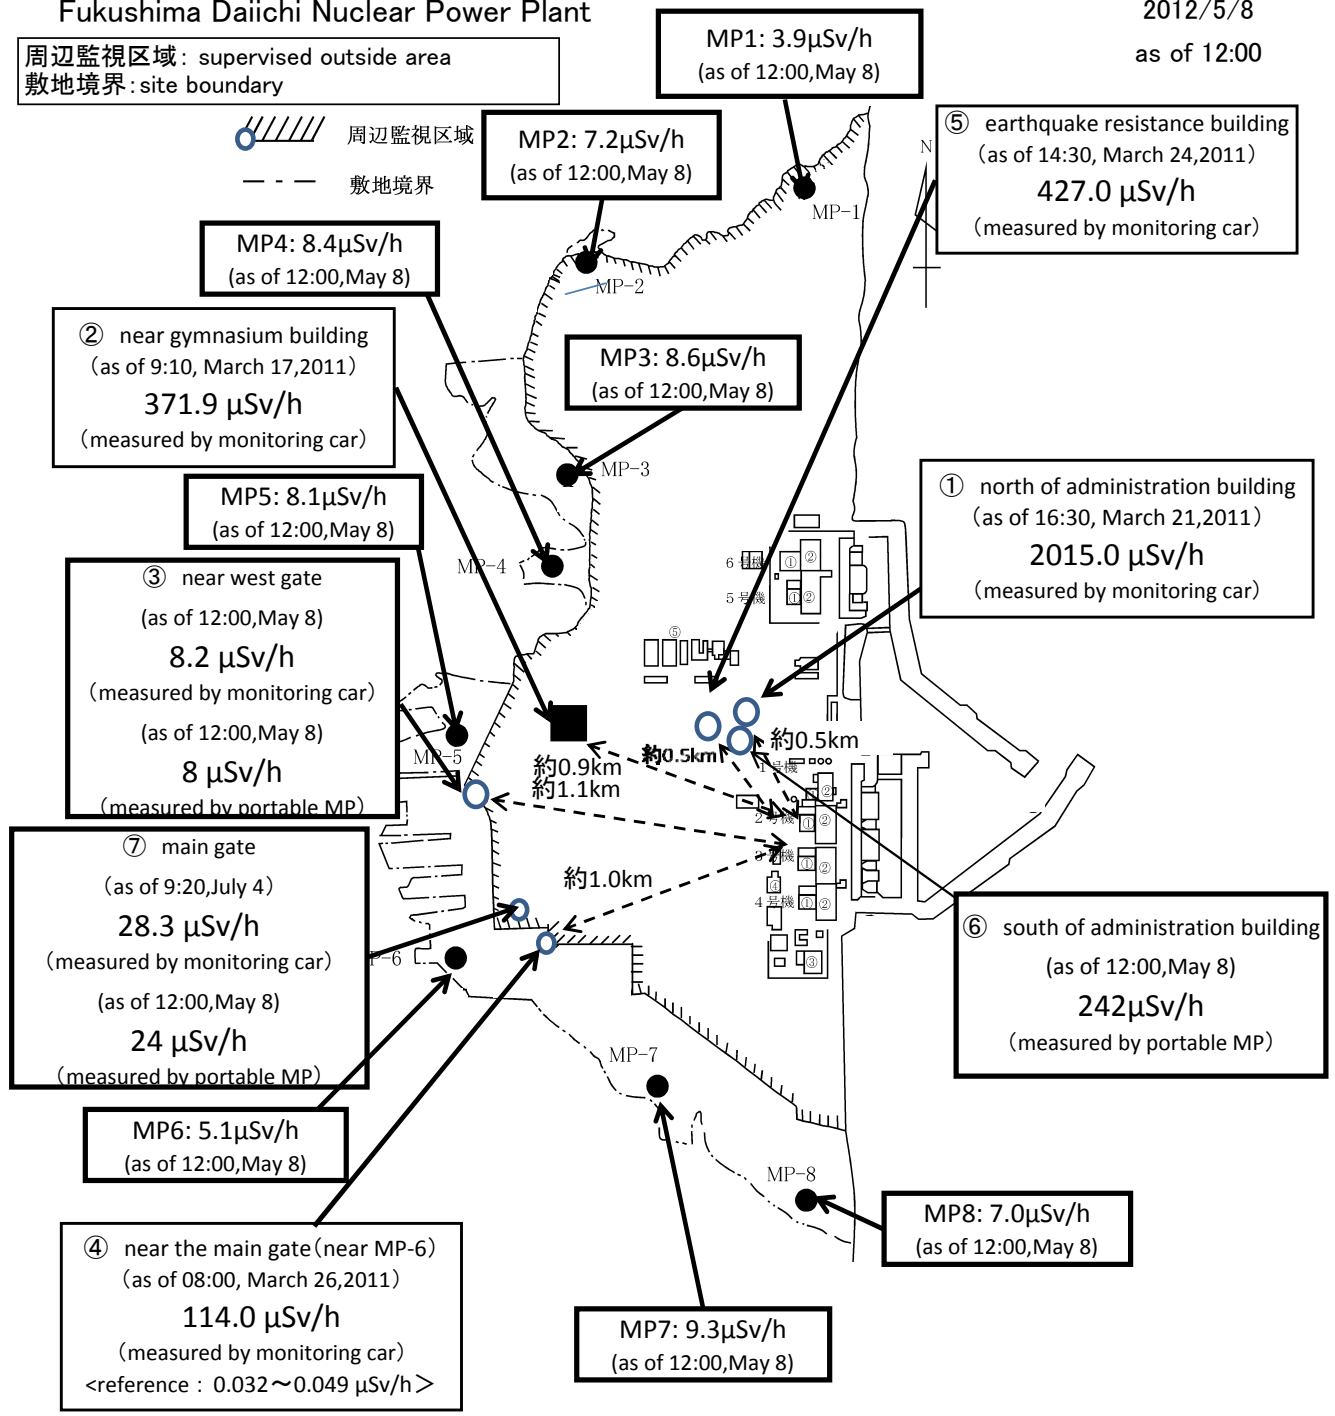 Fukushima Daiichi Nuclear Power Plant
2012/5/8
as of 12:00
周辺監視区域: supervised outside area
敷地境界:site boundary
周辺監視区域
敷地境界
MP1: 3.9μSv/h
(as of 12:00,May 8)
MP2: 7.2μSv/h
(as of 12:00,May 8)
⑤ earthquake resistance building
(as of 14:30, March 24,2011)
427.0 μSv/h
(measured by monitoring car)
N
MP-1
MP4: 8.4μSv/h
(as of 12:00,May 8)
MP-2
② near gymnasium building
(as of 9:10, March 17,2011)
371.9 μSv/h
(measured by monitoring car)
MP3: 8.6μSv/h
(as of 12:00,May 8)
MP-3
MP5: 8.1μSv/h
(as of 12:00,May 8)
① north of administration building
(as of 16:30, March 21,2011)
2015.0 μSv/h
(measured by monitoring car)
MP-4
6号機
① ②
5号機
① ②
⑤
③ near west gate
(as of 12:00,May 8)
8.2 μSv/h
(measured by monitoring car)
(as of 12:00,May 8)
8 μSv/h
(measured by portable MP)
MP-5
約0.9km
約1.1km
約0.5km
約0.5km
1号機
②
2号機
① ②
3号機
① ②
④
4号機
① ②
③
約1.0km
⑦ main gate
(as of 9:20,July 4)
28.3 μSv/h
(measured by monitoring car)
(as of 12:00,May 8)
24 μSv/h
(measured by portable MP)
P-6
⑥ south of administration building
(as of 12:00,May 8)
242μSv/h
(measured by portable MP)
MP-7
MP6: 5.1μSv/h
(as of 12:00,May 8)
MP-8
MP8: 7.0μSv/h
(as of 12:00,May 8)
④ near the main gate(near MP-6)
(as of 08:00, March 26,2011)
114.0 μSv/h
(measured by monitoring car)
<reference : 0.032～0.049 μSv/h>
MP7: 9.3μSv/h
(as of 12:00,May 8)